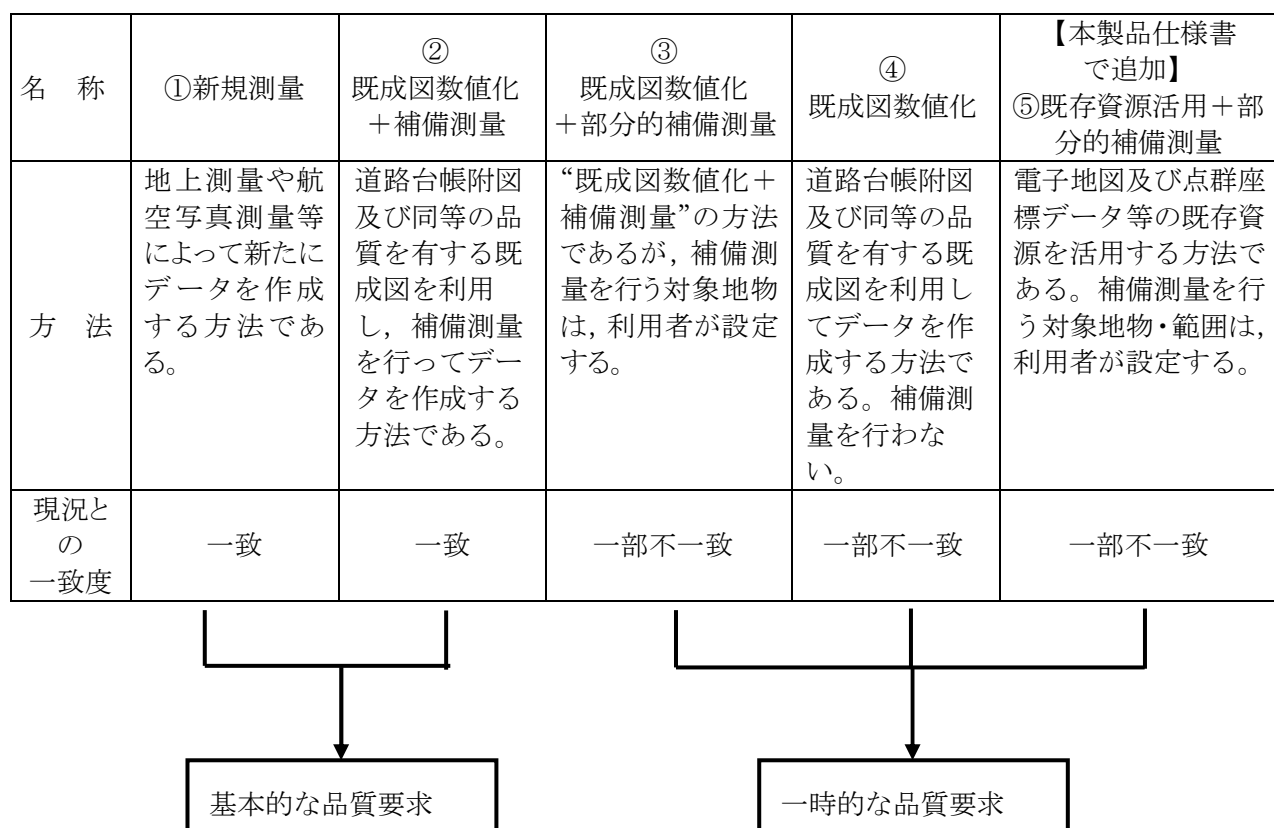 名　称
①新規測量
②
既成図数値化
＋補備測量
③
既成図数値化
＋部分的補備測量
④
既成図数値化
【本製品仕様書
で追加】
⑤既存資源活用＋部
分的補備測量
方　法
地上測量や航
空写真測量等
によって新たに
データを作成
する方法であ
る。
道路台帳附図
及び同等の品
質を有する既
成図を利用
し，補備測量
を行ってデー
タを作成する
方法である。
“既成図数値化＋
補備測量”の方法
であるが，補備測
量を行う対象地物
は，利用者が設定
する。
道路台帳附図
及び同等の品
質を有する既
成図を利用し
てデータを作
成する方法で
ある。補備測
量を行わな
い。
電子地図及び点群座
標データ等の既存資
源を活用する方法で
ある。補備測量を行
う対象地物・範囲は，
利用者が設定する。
現況と
の
一致度
一致
一致
一部不一致
一部不一致
一部不一致
基本的な品質要求
一時的な品質要求